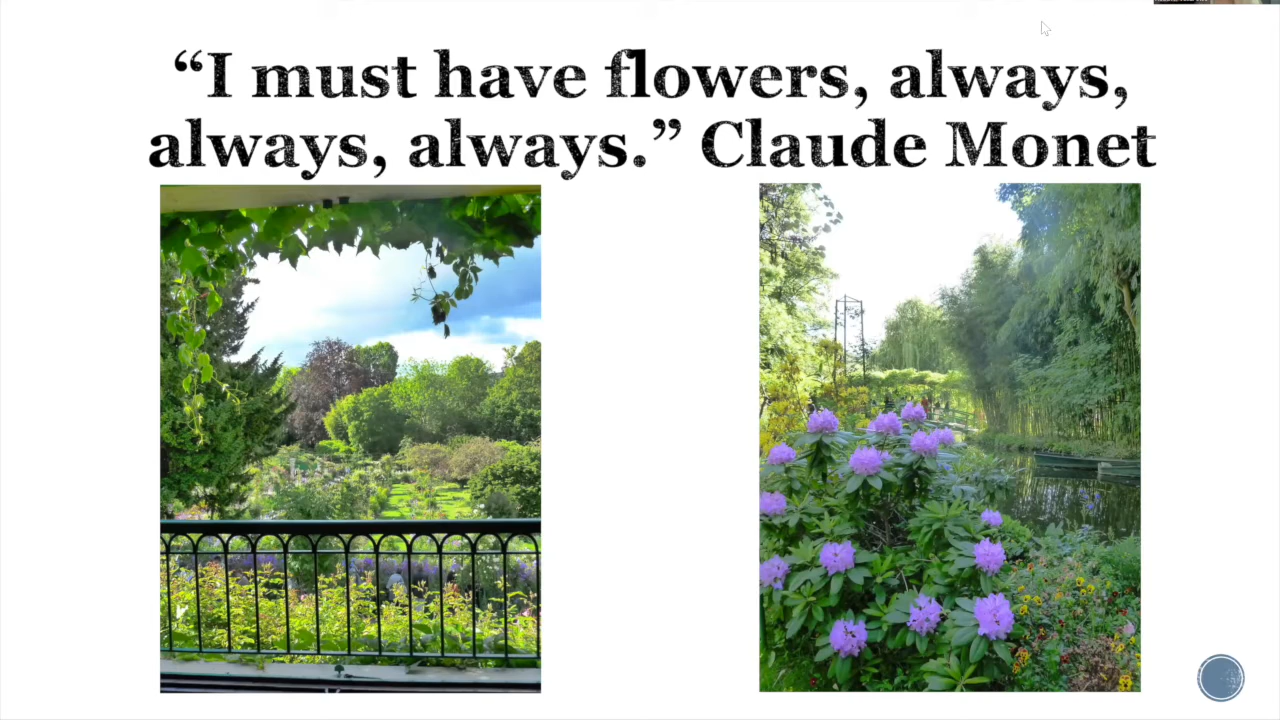 “I must have flowers, always,
always, always.” Claude Monet